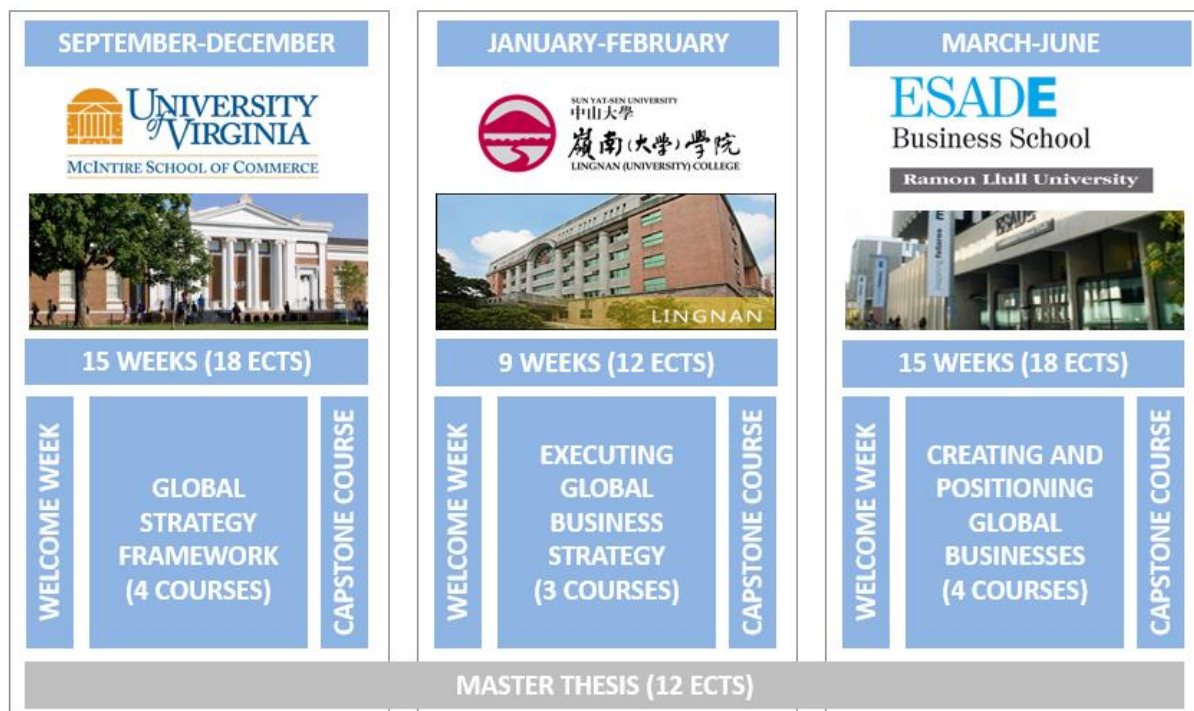 SEPTEMBER-DECEMBER
UNIVERSITY
of VIRGINIA
MCINTIRE SCHOOL OF COMMERCE
15 WEEKS (18 ECTS)
WELCOME WEEK
GLOBAL
STRATEGY
FRAMEWORK
(4 COURSES)
CAPSTONE COURSE
JANUARY-FEBRUARY
SUN YAT-SEN UNIVERSITY
中山大學
嶺南(大学)學院
LINGNAN (UNIVERSITY) COLLEGE
LINGNAN
9 WEEKS (12 ECTS)
WELCOME WEEK
EXECUTING
GLOBAL
BUSINESS
STRATEGY
(3 COURSES)
CAPSTONE COURSE
MARCH-JUNE
ESADE
Business School
Ramon Llull University
ESADE
15 WEEKS (18 ECTS)
WELCOME WEEK
CREATING AND
POSITIONING
GLOBAL
BUSINESSES
(4 COURSES)
CAPSTONE COURSE
MASTER THESIS (12 ECTS)